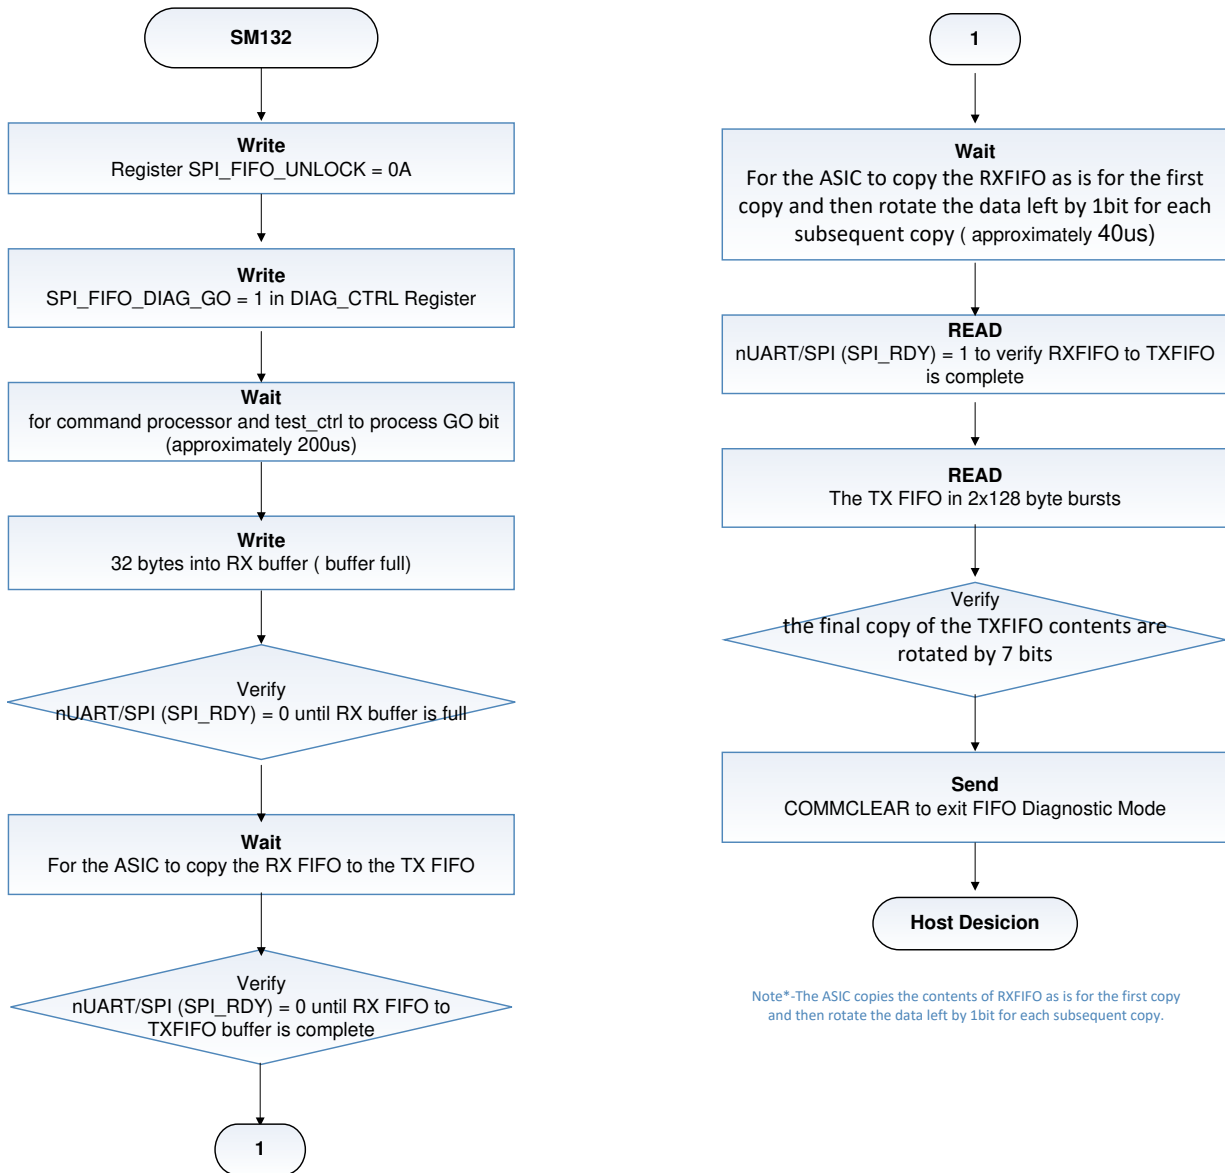 SM132
Write
Register SPI_FIFO_UNLOCK = 0A
Write
SPI_FIFO_DIAG_GO = 1 in DIAG_CTRL Register
Wait
for command processor and test_ctrl to process GO bit
(approximately 200us)
Write
32 bytes into RX buffer ( buffer full)
Verify
nUART/SPI (SPI_RDY) = 0 until RX buffer is full
Wait
For the ASIC to copy the RX FIFO to the TX FIFO
Verify
nUART/SPI (SPI_RDY) = 0 until RX FIFO to
TXFIFO buffer is complete
1
1
Wait
For the ASIC to copy the RXFIFO as is for the first
copy and then rotate the data left by 1bit for each
subsequent copy ( approximately 40us)
READ
nUART/SPI (SPI_RDY) = 1 to verify RXFIFO to TXFIFO
is complete
READ
The TX FIFO in 2x128 byte bursts
Verify
the final copy of the TXFIFO contents are
rotated by 7 bits
Send
COMMCLEAR to exit FIFO Diagnostic Mode
Host Desicion
Note*-The ASIC copies the contents of RXFIFO as is for the first copy
and then rotate the data left by 1bit for each subsequent copy.